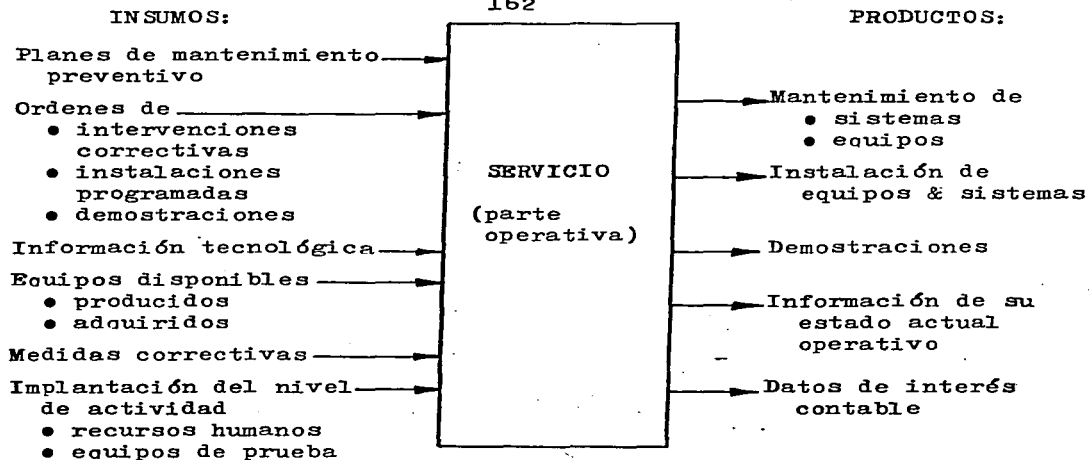 162
INSUMOS:
Planes de mantenimiento
preventivo
Ordenes de
• intervenciones
correctivas
• instalaciones
programadas
• demostraciones
Información tecnológica
Equipos disponibles
• producidos
• adquiridos
Medidas correctivas
Implantación del nivel
de actividad
• recursos humanos
• equipos de prueba
SERVICIO
(parte
operativa)
PRODUCTOS:
Mantenimiento de
• sistemas
• equipos
Instalación de
equipos & sistemas
Demostraciones
Información de su
estado actual
operativo
Datos de interés
contable